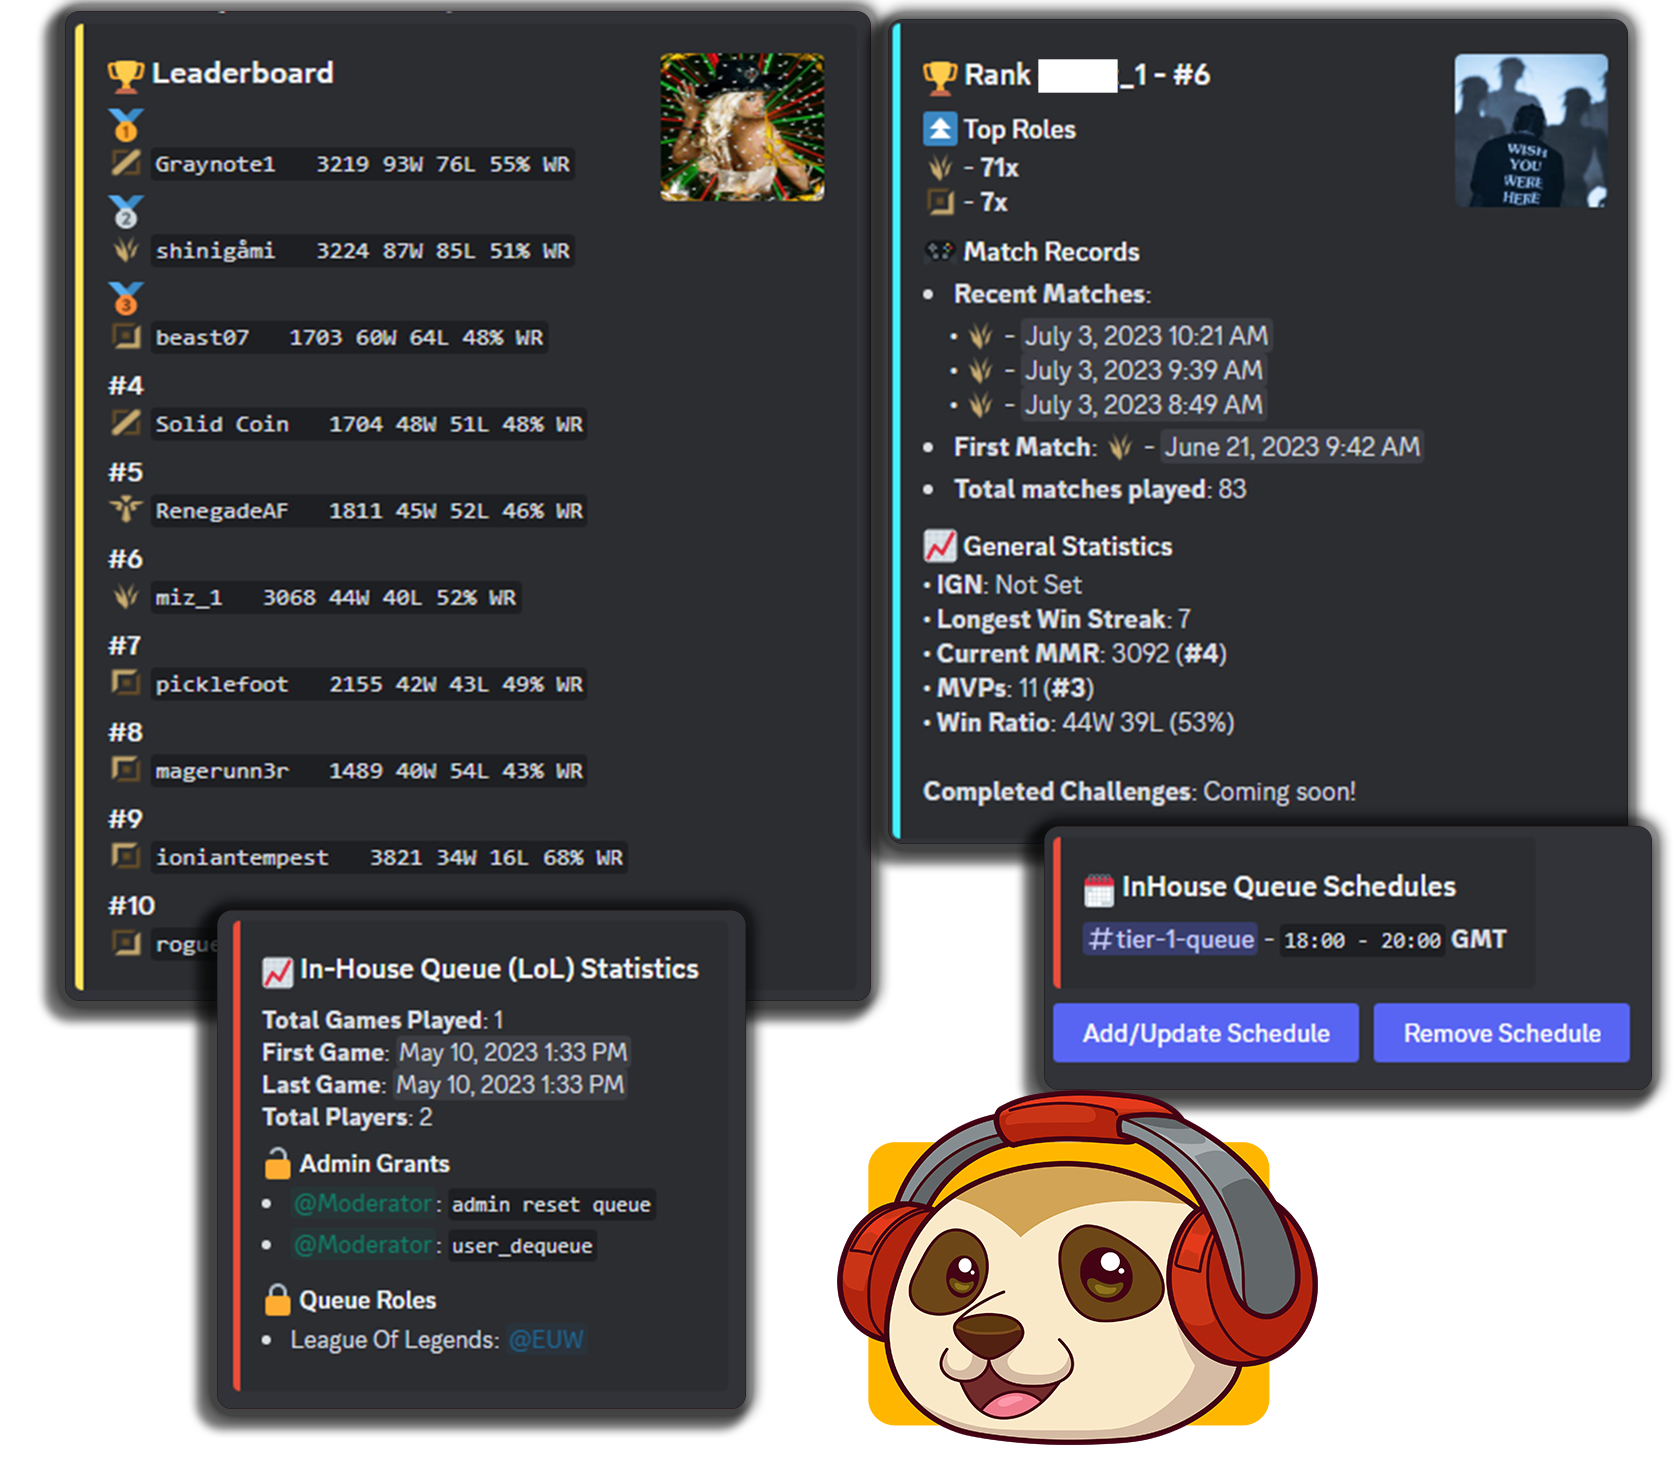 Leaderboard
1
Graynote1 3219 93W 76L 55% WR
2
shinigåmi 3224 87W 85L 51% WR
3
beast07 1703 60W 64L 48% WR
#4
Solid Coin 1704 48W 51L 48% WR
#5
RenegadeAF 1811 45W 52L 46% WR
#6
miz_1 3068 44W 40L 52% WR
#7
picklefoot 2155 42W 43L 49% WR
#8
magerunn3r 1489 40W 54L 43% WR
#9
ioniantempest 3821 34W 16L 68% WR
#10
rogue
Rank _1 - #6
Top Roles
- 71x
- 7x
Match Records
• Recent Matches:
• - July 3, 2023 10:21 AM
• - July 3, 2023 9:39 AM
• - July 3, 2023 8:49 AM
• First Match: - June 21, 2023 9:42 AM
• Total matches played: 83
General Statistics
• IGN: Not Set
• Longest Win Streak: 7
• Current MMR: 3092 (#4)
• MVPs: 11 (#3)
• Win Ratio: 44W 39L (53%)
Completed Challenges: Coming soon!
WISH
YOU
WERE
HERE
InHouse Queue Schedules
#tier-1-queue - 18:00 - 20:00 GMT
Add/Update Schedule Remove Schedule
In-House Queue (LoL) Statistics
Total Games Played: 1
First Game: May 10, 2023 1:33 PM
Last Game: May 10, 2023 1:33 PM
Total Players: 2
Admin Grants
• @Moderator: admin reset queue
• @Moderator: user_dequeue
Queue Roles
• League Of Legends: @EUW